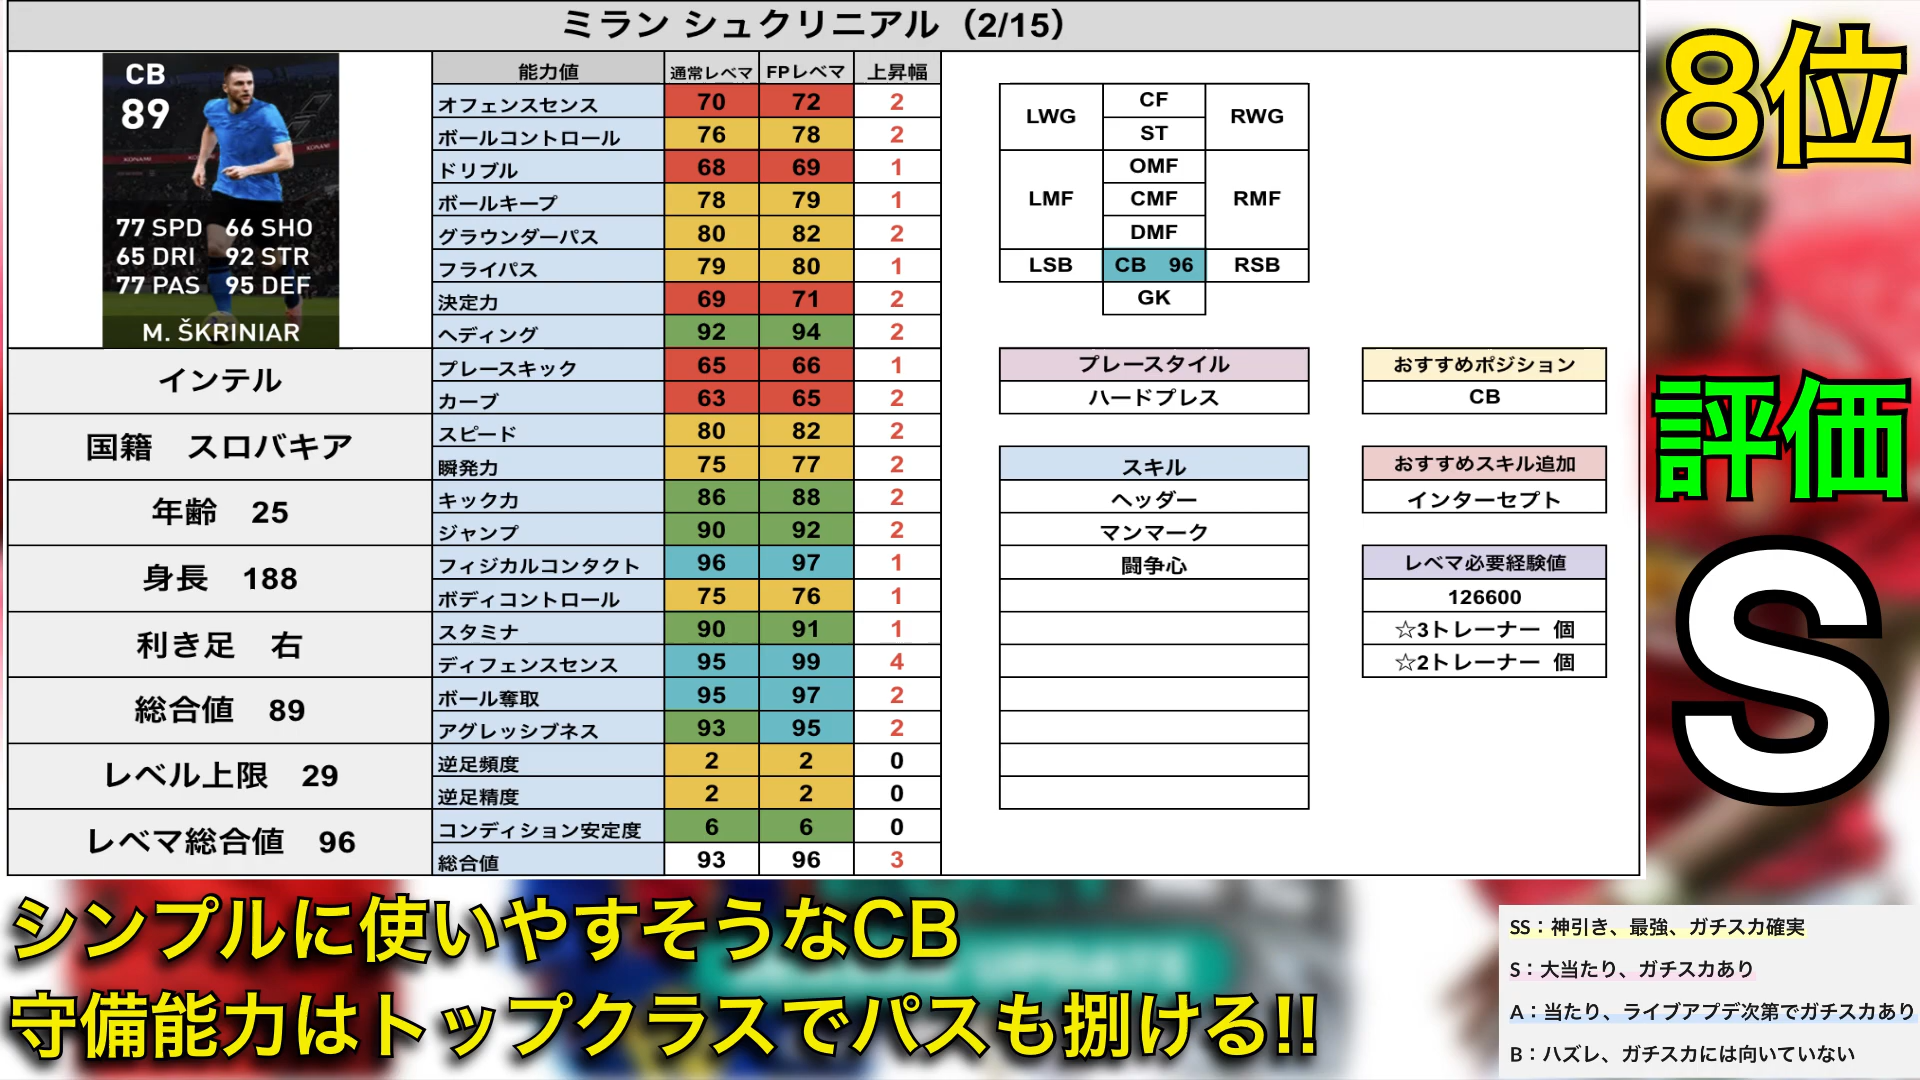 ミラン シュクリニアル（2/15）
CB
89
77 SPD 66 SHO
65 DRI 92 STR
77 PAS 95 DEF
M. ŠKRINIAR
インテル
国籍 スロバキア
年齢 25
身長 188
利き足 右
総合値 89
レベル上限 29
レベマ総合値 96
能力値 通常レベマ FPレベマ 上昇幅
オフェンスセンス 70 72 2
ボールコントロール 76 78 2
ドリブル 68 69 1
ボールキープ 78 79 1
グラウンダーパス 80 82 2
フライパス 79 80 1
決定力 69 71 2
ヘディング 92 94 2
プレースキック 65 66 1
カーブ 63 65 2
スピード 80 82 2
瞬発力 75 77 2
キック力 86 88 2
ジャンプ 90 92 2
フィジカルコンタクト 96 97 1
ボディコントロール 75 76 1
スタミナ 90 91 1
ディフェンスセンス 95 99 4
ボール奪取 95 97 2
アグレッシブネス 93 95 2
逆足頻度 2 2 0
逆足精度 2 2 0
コンディション安定度 6 6 0
総合値 93 96 3
LWG CF RWG
ST
OMF
LMF CMF RMF
DMF
LSB CB 96 RSB
GK
プレースタイル
ハードプレス
スキル
ヘッダー
マンマーク
闘争心
おすすめポジション
CB
おすすめスキル追加
インターセプト
レベマ必要経験値
126600
☆3トレーナー 個
☆2トレーナー 個
8位
評価
S
シンプルに使いやすそうなCB
守備能力はトップクラスでパスも捌ける!!
SS：神引き、最強、ガチスカ確実
S：大当たり、ガチスカあり
A：当たり、ライブアプデ次第でガチスカあり
B：ハズレ、ガチスカには向いていない